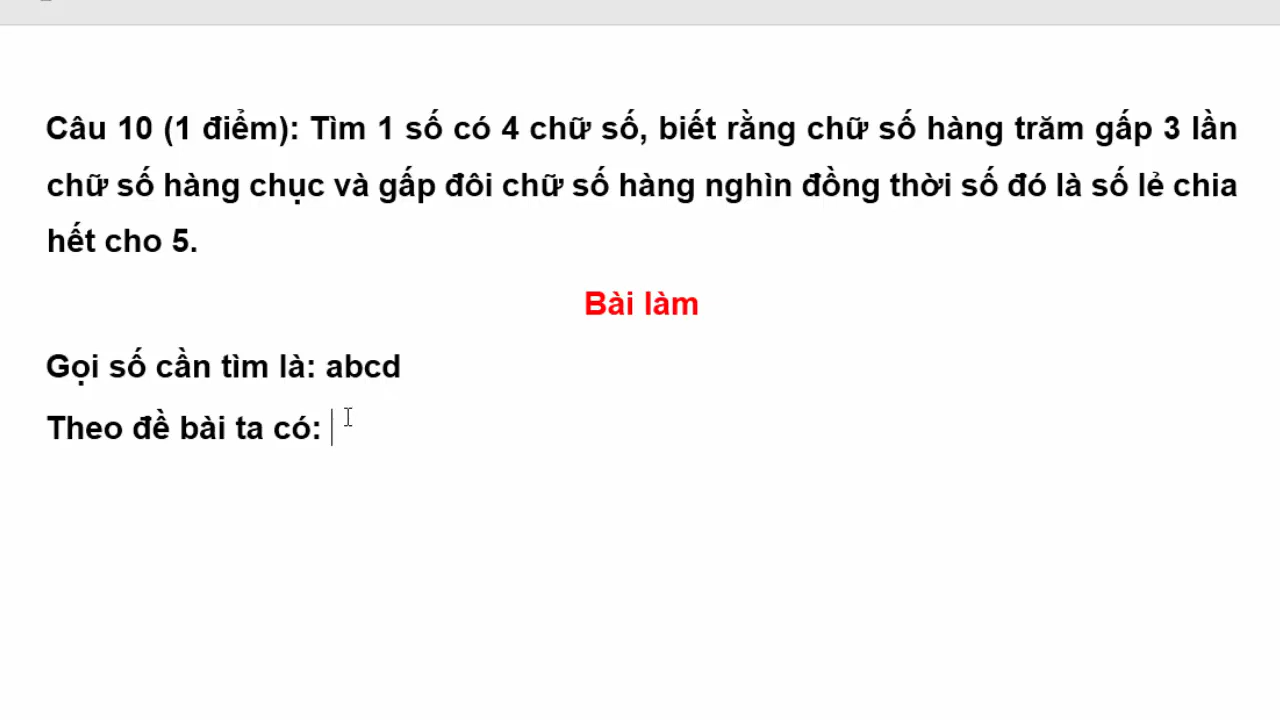 Câu 10 (1 điểm): Tìm 1 số có 4 chữ số, biết rằng chữ số hàng trăm gấp 3 lần
chữ số hàng chục và gấp đôi chữ số hàng nghìn đồng thời số đó là số lẻ chia
hết cho 5.
Bài làm
Gọi số cần tìm là: abcd
Theo đề bài ta có: